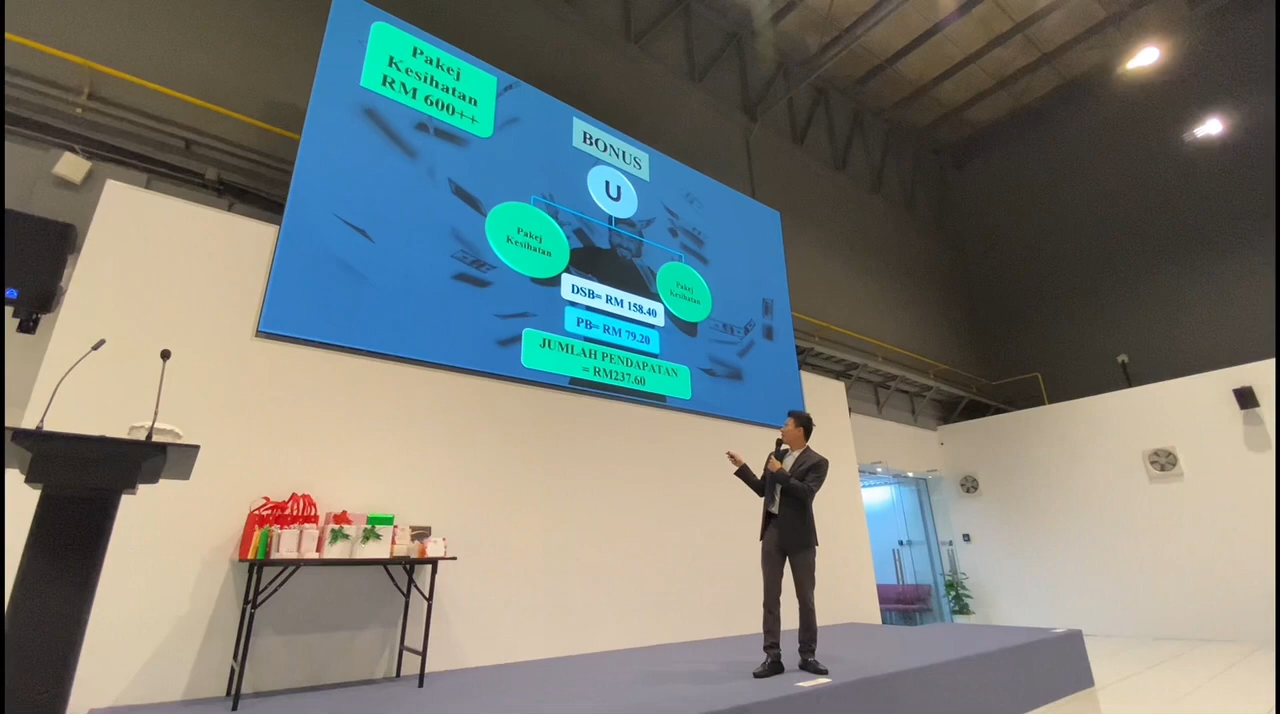 Pakej
Kesihatan
RM 600++
BONUS
U
Pakej
Kesihatan
Pakej
Kesihatan
DSB= RM 158.40
PB= RM 79.20
JUMLAH PENDAPATAN
= RM237.60